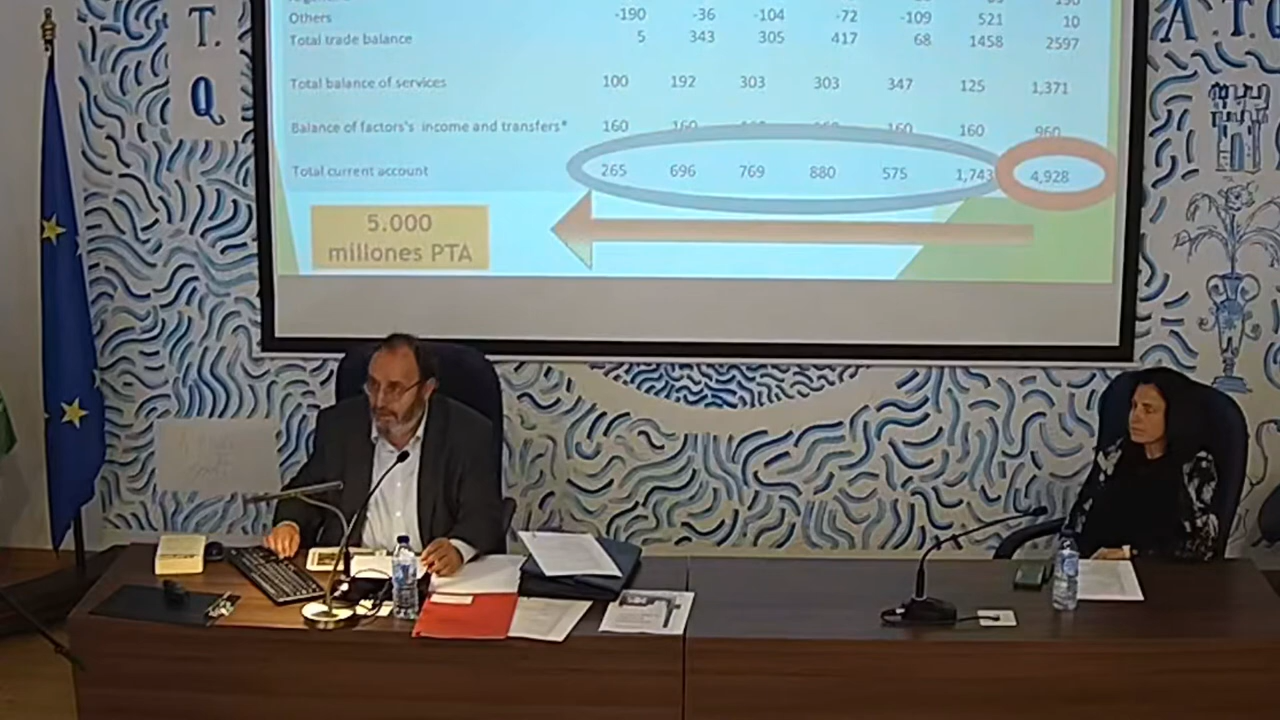 T.
Q
A.T.Q
Others -190 -36 -104 -72 -109 521 10
Total trade balance 5 343 305 417 68 1458 2597
Total balance of services 100 192 303 303 347 125 1,371
Balance of factors's income and transfers* 160 160 160 160 960
Total current account 265 696 769 880 575 1,743 4,928
5.000
millones PTA